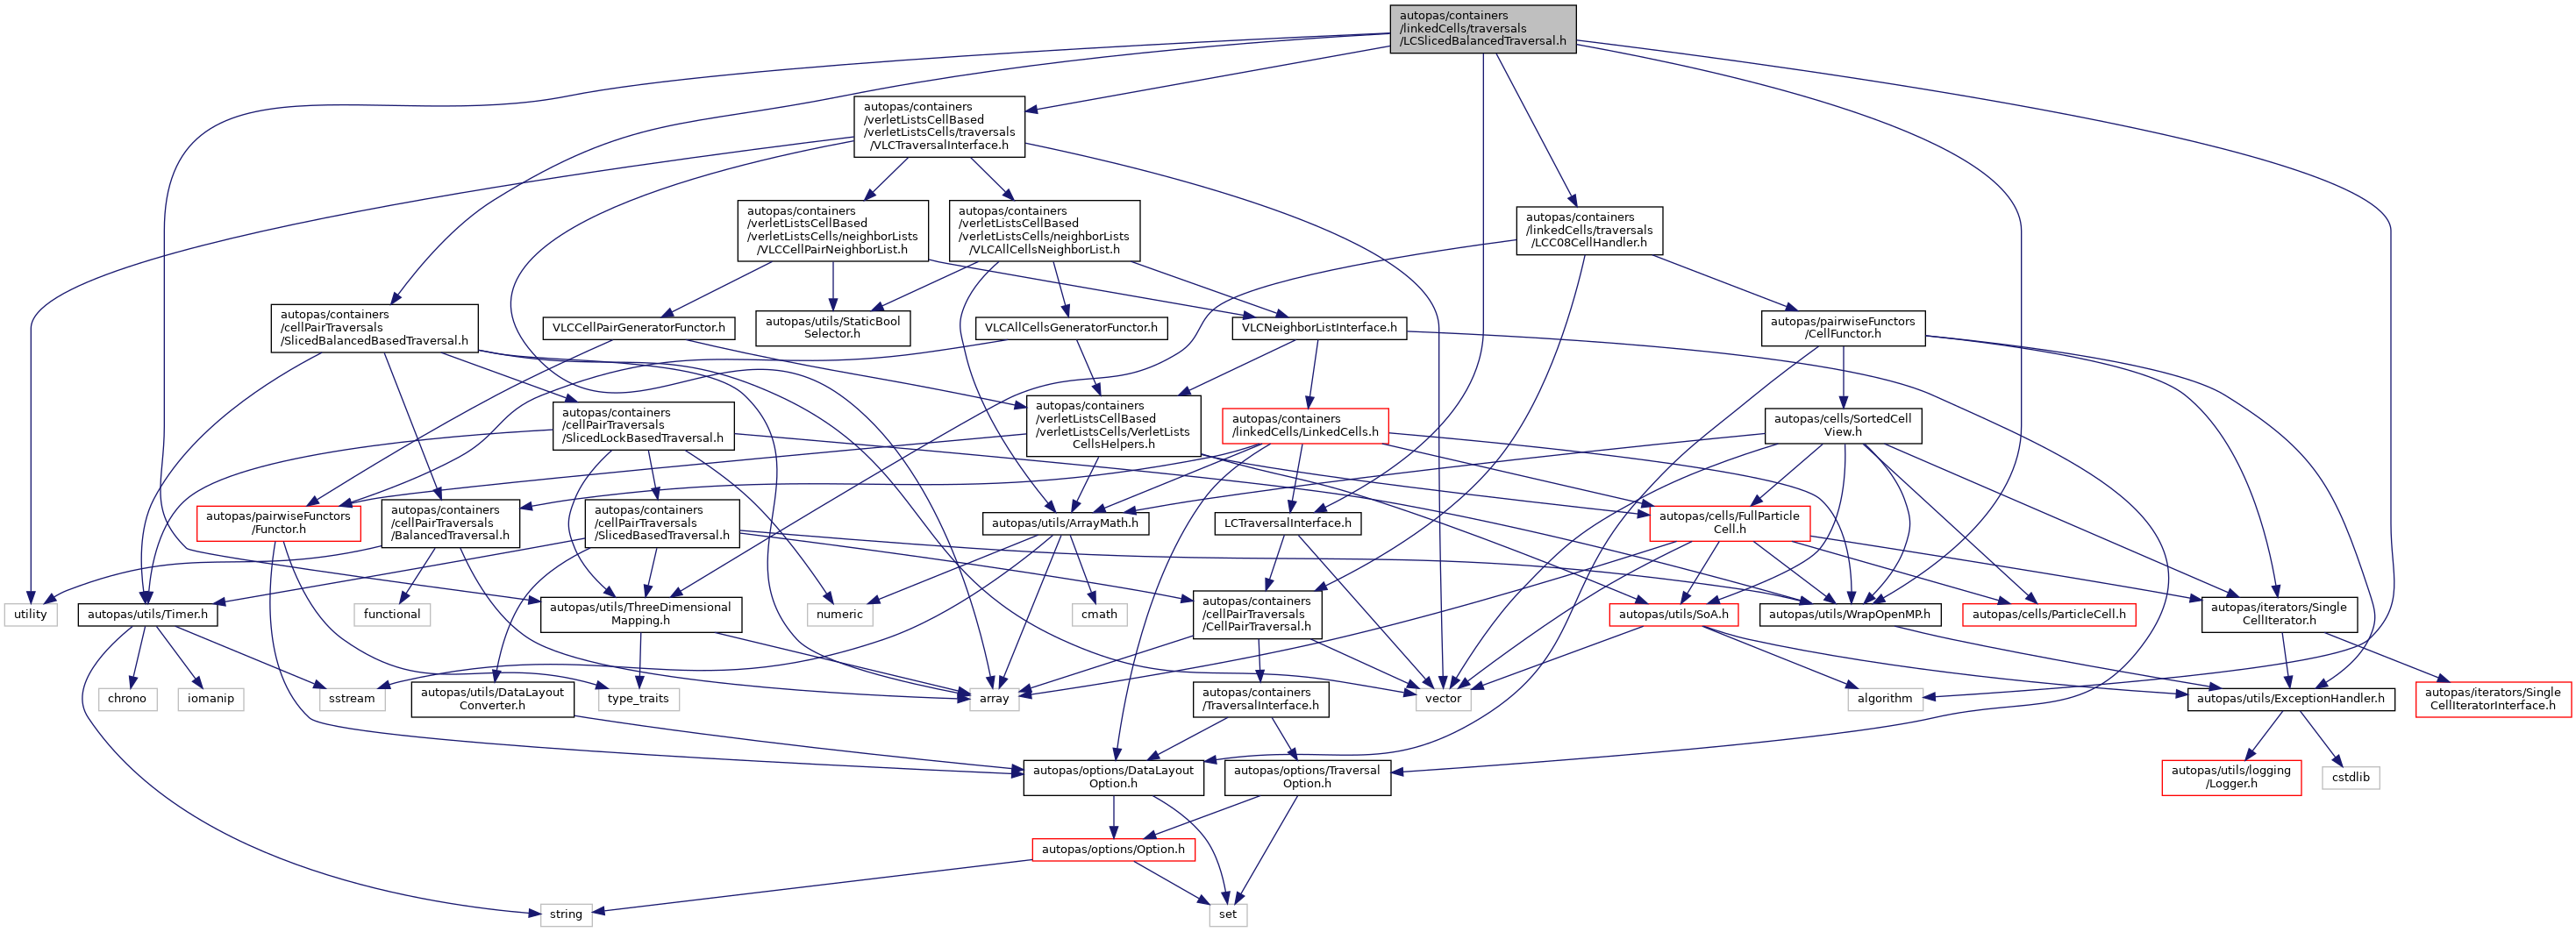 autopas/containers
/linkedCells/traversals
/LCSlicedBalancedTraversal.h
autopas/containers
/verletListsCellBased
/verletListsCells/traversals
/VLCTraversalInterface.h
autopas/containers
/verletListsCellBased
/verletListsCells/neighborLists
/VLCCellPairNeighborList.h
autopas/containers
/verletListsCellBased
/verletListsCells/neighborLists
/VLCAllCellsNeighborList.h
autopas/containers
/linkedCells/traversals
/LCC08CellHandler.h
autopas/containers
/cellPairTraversals
/SlicedBalancedBasedTraversal.h
VLCCellPairGeneratorFunctor.h
autopas/utils/StaticBool
Selector.h
VLCAllCellsGeneratorFunctor.h
VLCNeighborListInterface.h
autopas/pairwiseFunctors
/CellFunctor.h
autopas/containers
/cellPairTraversals
/SlicedLockBasedTraversal.h
autopas/containers
/verletListsCellBased
/verletListsCells/VerletLists
CellsHelpers.h
autopas/containers
/linkedCells/LinkedCells.h
autopas/cells/SortedCell
View.h
autopas/pairwiseFunctors
/Functor.h
autopas/containers
/cellPairTraversals
/BalancedTraversal.h
autopas/containers
/cellPairTraversals
/SlicedBasedTraversal.h
autopas/utils/ArrayMath.h
LCTraversalInterface.h
autopas/cells/FullParticle
Cell.h
utility
autopas/utils/Timer.h
functional
autopas/utils/ThreeDimensional
Mapping.h
numeric
cmath
autopas/containers
/cellPairTraversals
/CellPairTraversal.h
autopas/utils/SoA.h
autopas/utils/WrapOpenMP.h
autopas/cells/ParticleCell.h
autopas/iterators/Single
CellIterator.h
chrono
iomanip
sstream
autopas/utils/DataLayout
Converter.h
type_traits
array
autopas/containers
/TraversalInterface.h
vector
algorithm
autopas/utils/ExceptionHandler.h
autopas/iterators/Single
CellIteratorInterface.h
autopas/options/DataLayout
Option.h
autopas/options/Traversal
Option.h
autopas/utils/logging
/Logger.h
cstdlib
autopas/options/Option.h
string
set